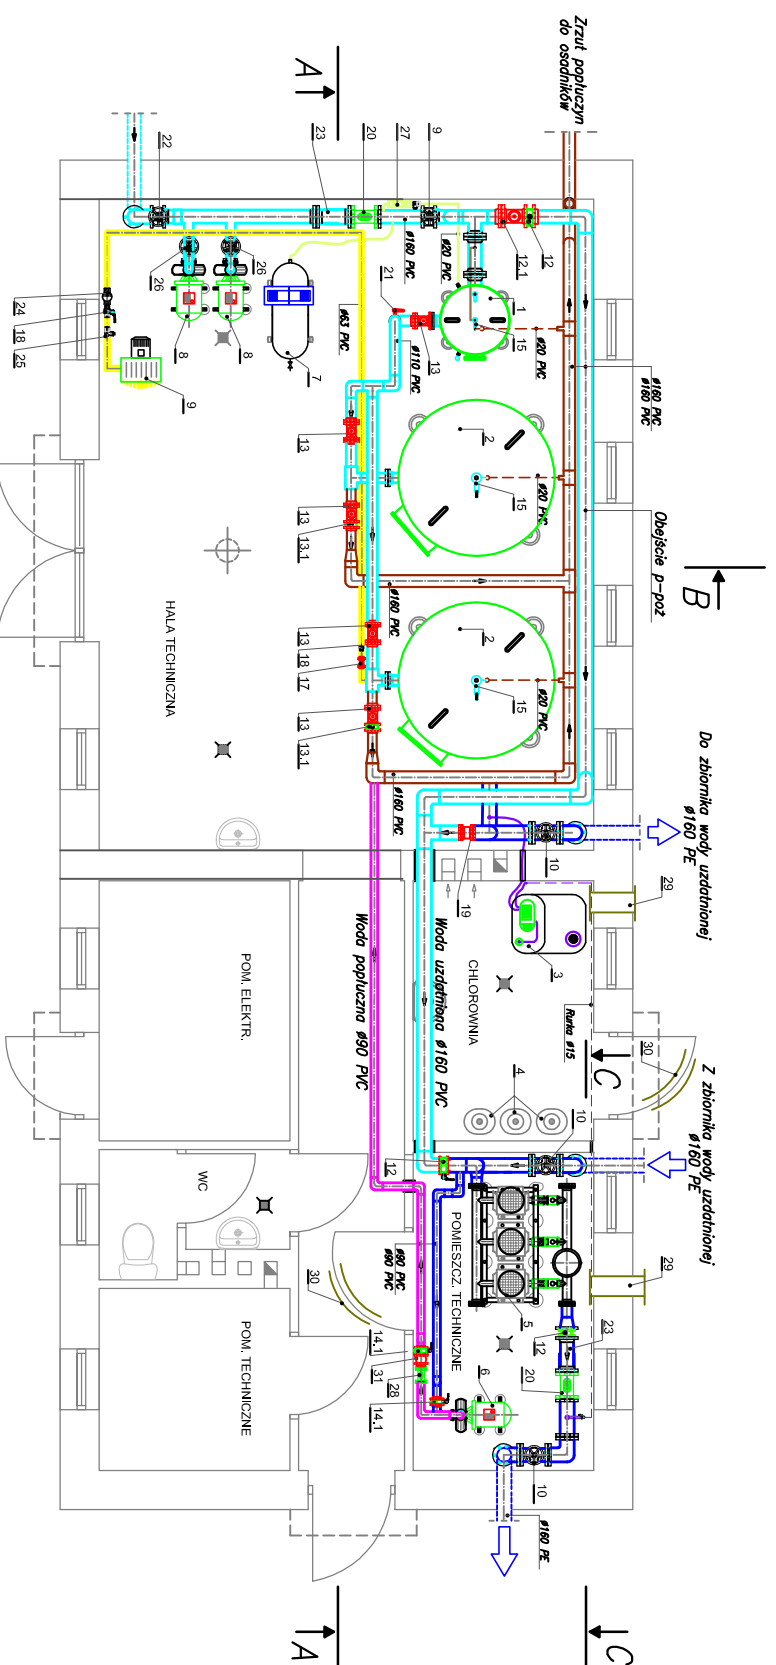 Zrzut popłuczyn
do osadników
A
22
23
20
27
9
ø160 PVC
ø20 PVC
12.1
12
1
15
ø20 PVC
ø160 PVC
ø160 PVC
26
26
8
8
7
ø63 PVC
21
ø110 PVC
13
24
18
25
9
13
2
15
ø20 PVC
13
13.1
Obejście p-poż
B
ø160 PVC
HALA TECHNICZNA
13
18
17
2
15
ø20 PVC
13
13.1
ø160 PVC
Do zbiornika wody uzdatnionej
ø160 PE
10
19
29
3
CHLOROWNIA
Woda uzdatniona ø160 PVC
Woda popłuczna ø90 PVC
POM. ELEKTR.
Rurka ø15
C
30
4
Z zbiornika wody uzdatnionej
ø160 PE
10
12
WC
ø90 PVC
ø90 PVC
POMIESZCZ. TECHNICZNE
29
5
30
POM. TECHNICZNE
12
23
20
14.1
31
28
14.1
6
10
ø160 PE
A
C